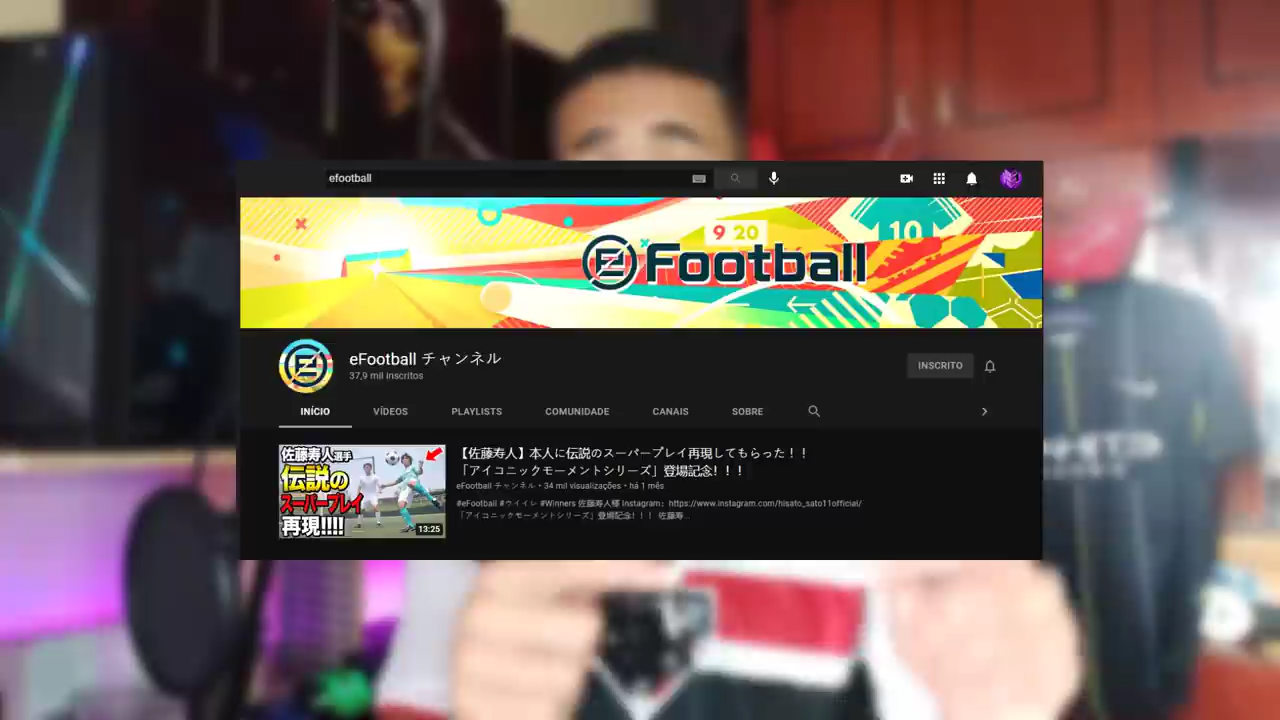 efootball
9 20
10
Football
eFootball チャンネル
37,9 mil inscritos
INSCRITO
INÍCIO
VÍDEOS
PLAYLISTS
COMUNIDADE
CANAIS
SOBRE
佐藤寿人選手
伝説の
スーパープレイ
再現!!!!
13:25
【佐藤寿人】本人に伝説のスーパープレイ再現してもらった！！
「アイコニックモーメントシリーズ」登場記念！！！
eFootball チャンネル • 34 mil visualizações • há 1 mês
#eFootball #ウイイレ #Winners 佐藤寿人様 Instagram：https://www.instagram.com/hisato_sato11official/
「アイコニックモーメントシリーズ」登場記念！！！ 佐藤寿...